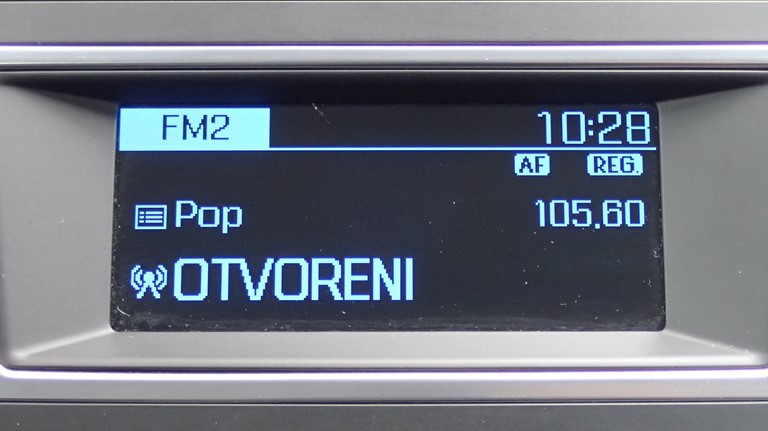 FM2 10:28
AF REG.
Pop 105.60
OTVORENI